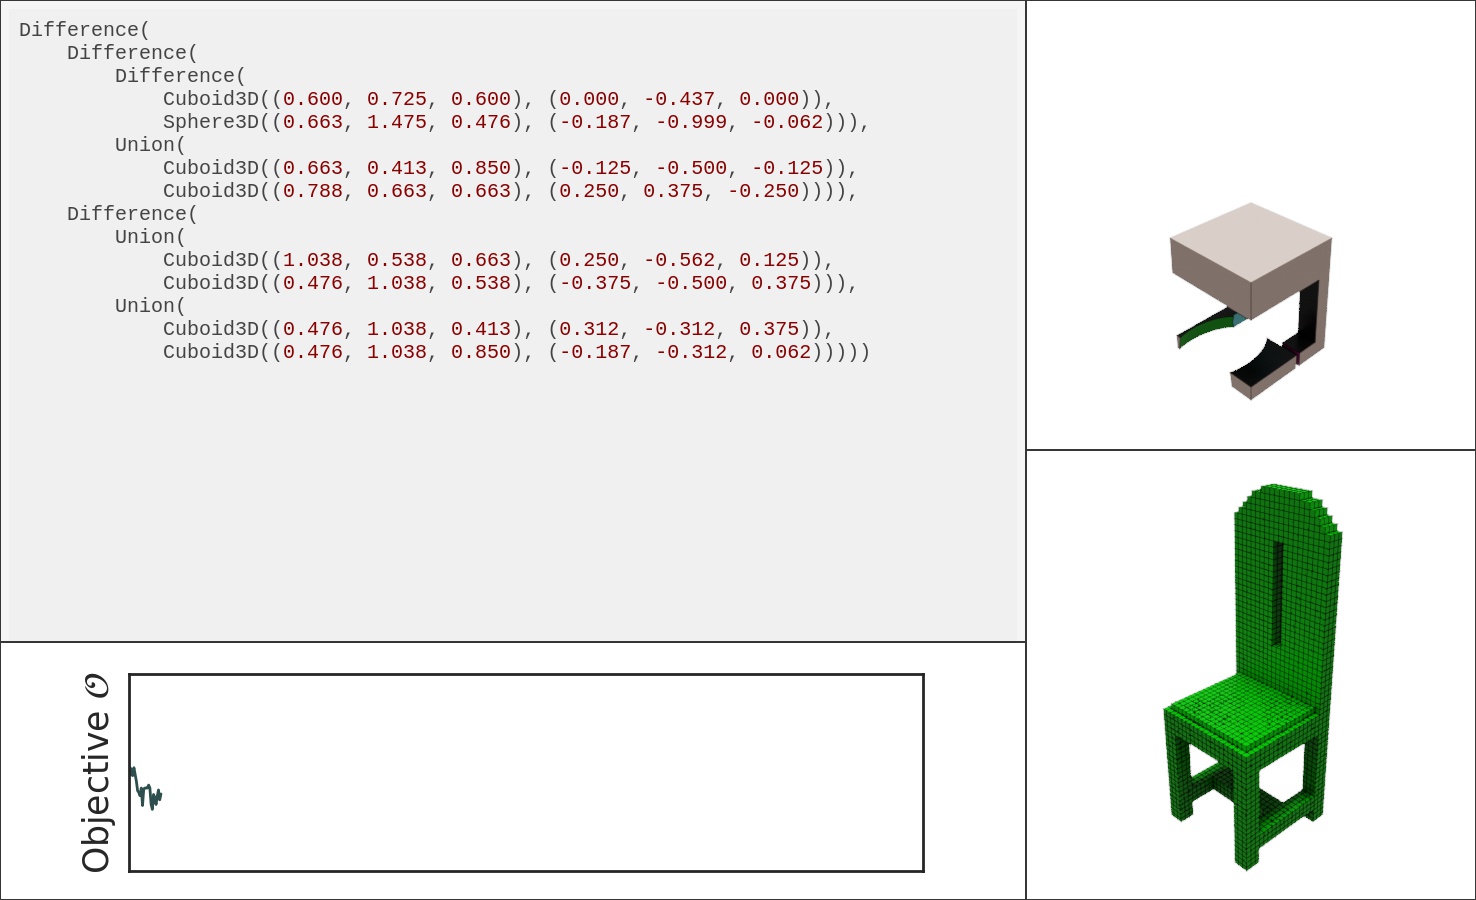 Difference(
    Difference(
        Difference(
            Cuboid3D((0.600, 0.725, 0.600), (0.000, -0.437, 0.000)),
            Sphere3D((0.663, 1.475, 0.476), (-0.187, -0.999, -0.062))),
        Union(
            Cuboid3D((0.663, 0.413, 0.850), (-0.125, -0.500, -0.125)),
            Cuboid3D((0.788, 0.663, 0.663), (0.250, 0.375, -0.250)))),
    Difference(
        Union(
            Cuboid3D((1.038, 0.538, 0.663), (0.250, -0.562, 0.125)),
            Cuboid3D((0.476, 1.038, 0.538), (-0.375, -0.500, 0.375))),
        Union(
            Cuboid3D((0.476, 1.038, 0.413), (0.312, -0.312, 0.375)),
            Cuboid3D((0.476, 1.038, 0.850), (-0.187, -0.312, 0.062)))))
Objective 𝒪